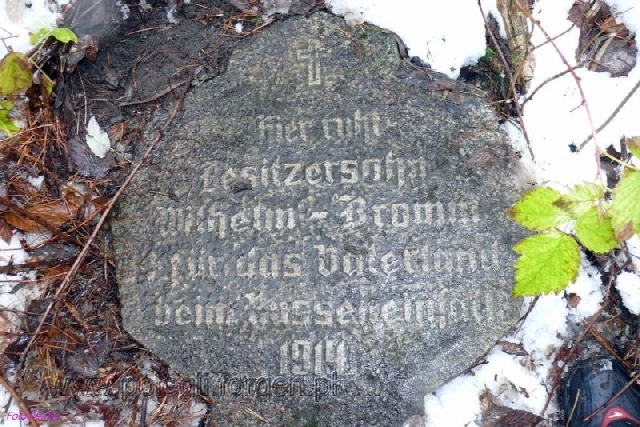 Hier ruht
Besitzersohn
Wilhelm Bromm
für das Vaterland
beim Russeneinfall
1914